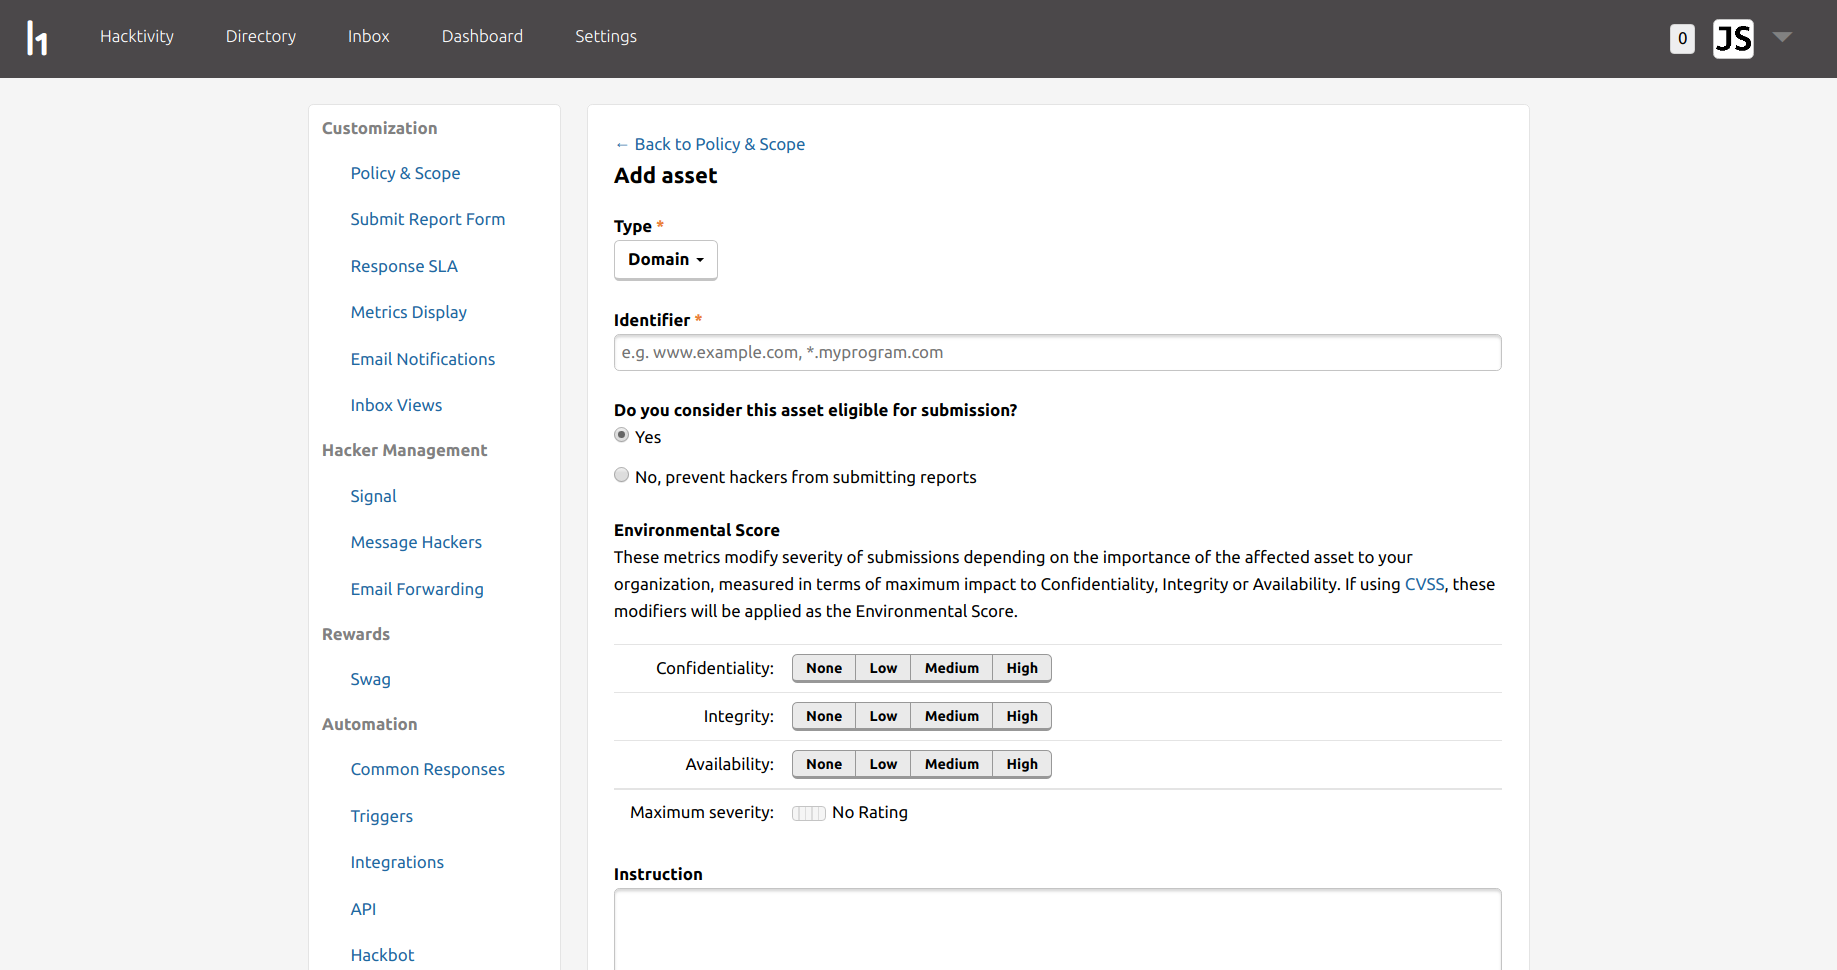 h1
Hacktivity
Directory
Inbox
Dashboard
Settings
0
JS
Customization
Policy & Scope
Submit Report Form
Response SLA
Metrics Display
Email Notifications
Inbox Views
Hacker Management
Signal
Message Hackers
Email Forwarding
Rewards
Swag
Automation
Common Responses
Triggers
Integrations
API
Hackbot
← Back to Policy & Scope
Add asset
Type *
Domain
Identifier *
e.g. www.example.com, *.myprogram.com
Do you consider this asset eligible for submission?
Yes
No, prevent hackers from submitting reports
Environmental Score
These metrics modify severity of submissions depending on the importance of the affected asset to your
organization, measured in terms of maximum impact to Confidentiality, Integrity or Availability. If using CVSS, these
modifiers will be applied as the Environmental Score.
Confidentiality: None Low Medium High
Integrity: None Low Medium High
Availability: None Low Medium High
Maximum severity: No Rating
Instruction